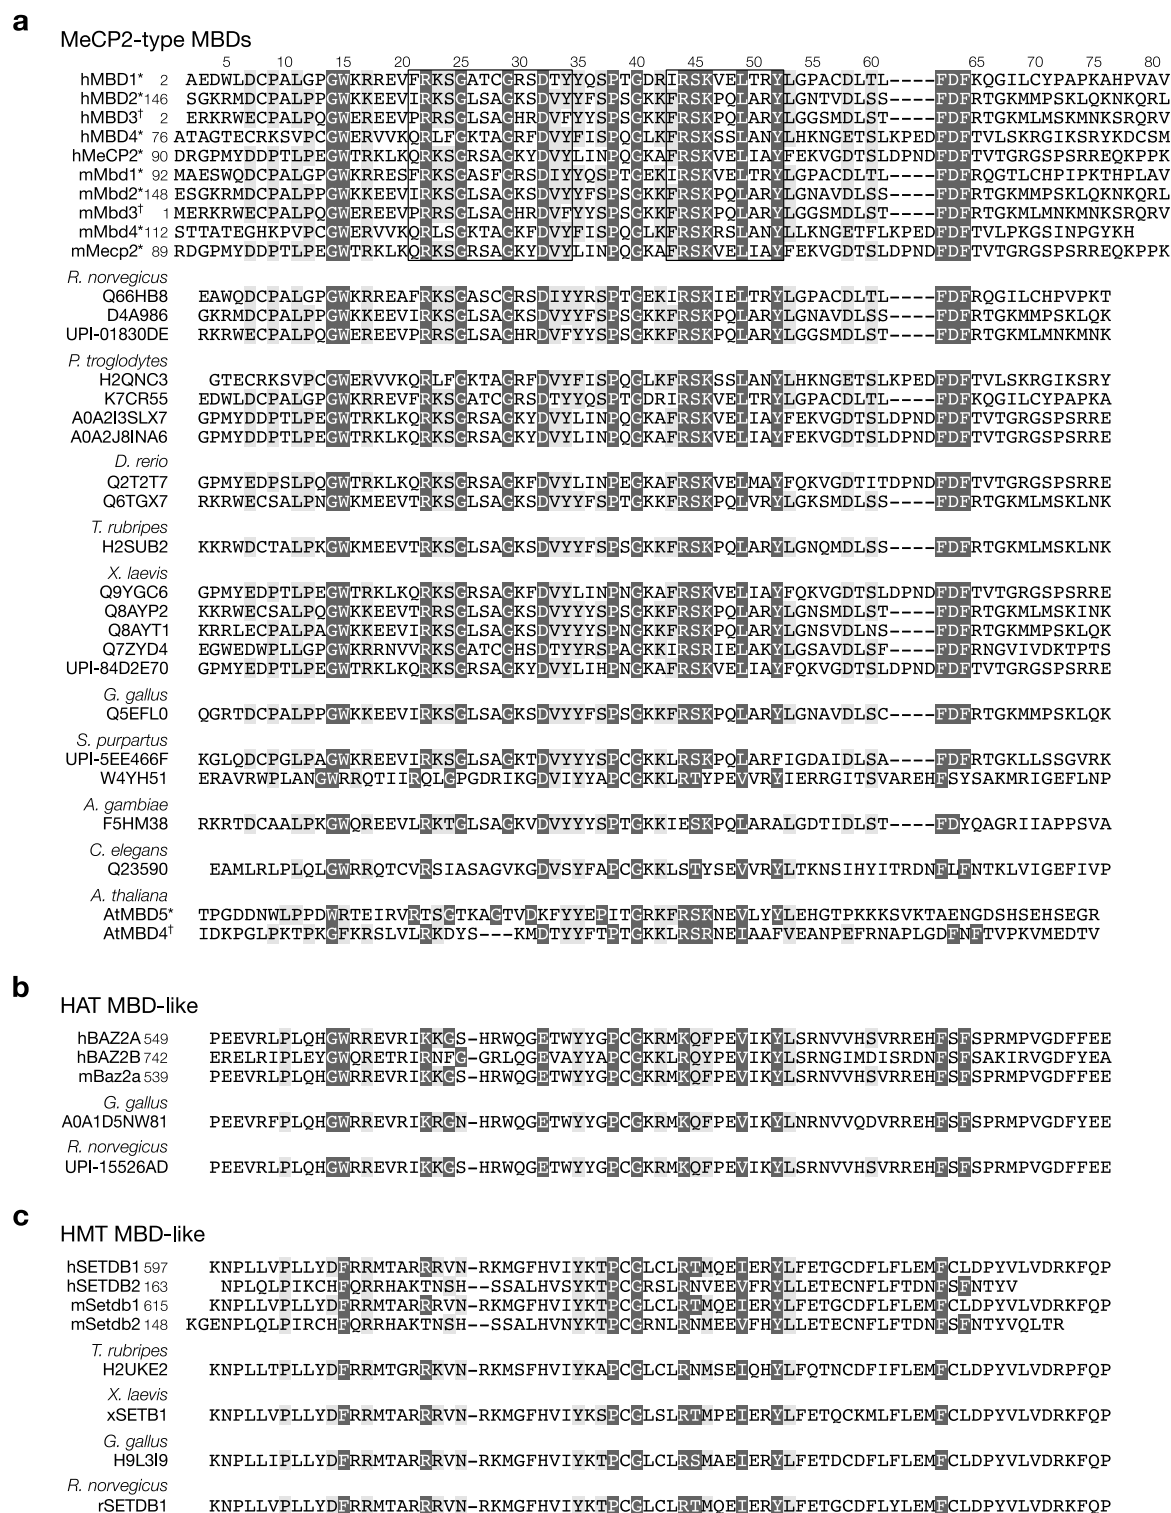 a
MeCP2-type MBDs
5 10 15 20 25 30 35 40 45 50 55 60 65 70 75 80
hMBD1* 2 AEDWLDCPALGPGWKRREVFRKSGATCGRSDTYYQSPTGDRIRSKVELTRYLGPACDLTL----FDFKQGILCYPAPKAHPVAV
hMBD2* 146 SGKRMDCPALPPGWKKEEVIRKSGLSAGKSDVYYFSPSGKKFRSKPQLARYLGNTVDLSS----FDFRTGKMMPSKLQKNKQRL
hMBD3† 2 ERKRWECPALPQGWEREEVPRRSGLSAGHRDVFYYSPSGKKFRSKPQLARYLGGSMDLST----FDFRTGKMLMSKMNKSRQRV
hMBD4* 76 ATAGTECRKSVPCGWERVVKQRLFGKTAGRFDVYFISPQGLKFRSKSSLANYLHKNGETSLKPEDFDFTVLSKRGIKSRYKDCSM
hMeCP2* 90 DRGPMYDDPTLPEGWTRKLKQRKSGRSAGKYDVYLINPQGKAFRSKVELIAYFEKVGDTSLDPNDFDFTVTGRGSPSRREQKPPK
mMbd1* 92 MAESWQDCPALGPGWKRRESFRKSGASFGRSDIYYQSPTGEKIRSKVELTRYLGPACDLTL----FDFRQGTLCHPIPKTHPLAV
mMbd2* 148 ESGKRMDCPALPPGWKKEEVIRKSGLSAGKSDVYYFSPSGKKFRSKPQLARYLGNAVDLSS----FDFRTGKMMPSKLQKNKQRL
mMbd3† 1 MERKRWECPALPQGWEREEVPRRSGLSAGHRDVFYYSPSGKKFRSKPQLARYLGGSMDLST----FDFRTGKMLMNKMNKSRQRV
mMbd4* 112 STTATEGHKPVPCGWERVVKQRLSGKTAGKFDVYFISPQGLKFRSKRSLANYLLKNGETFLKPEDFDFTVLPKGSINPGYKH
mMecp2* 89 RDGPMYDDPTLPEGWTRKLKQRKSGRSAGKYDVYLINPQGKAFRSKVELIAYFEKVGDTSLDPNDFDFTVTGRGSPSRREQKPPK
R. norvegicus
Q66HB8 EAWQDCPALGPGWKRREAFRKSGASCGRSDIYYRSPTGEKIRSKIELTRYLGPACDLTL----FDFRQGILCHPVPKT
D4A986 GKRMDCPALPPGWKKEEVIRKSGLSAGKSDVYYFSPSGKKFRSKPQLARYLGNAVDLSS----FDFRTGKMMPSKLQK
UPI-01830DE RKRWECPALPQGWEREEVPRRSGLSAGHRDVFYYSPSGKKFRSKPQLARYLGGSMDLST----FDFRTGKMLMNKMNK
P. troglodytes
H2QNC3 GTECRKSVPCGWERVVKQRLFGKTAGRFDVYFISPQGLKFRSKSSLANYLHKNGETSLKPEDFDFTVLSKRGIKSRY
K7CR55 EDWLDCPALGPGWKRREVFRKSGATCGRSDTYYQSPTGDRIRSKVELTRYLGPACDLTL----FDFKQGILCYPAPKA
A0A2I3SLX7 GPMYDDPTLPEGWTRKLKQRKSGRSAGKYDVYLINPQGKAFRSKVELIAYFEKVGDTSLDPNDFDFTVTGRGSPSRRE
A0A2J8INA6 GPMYDDPTLPEGWTRKLKQRKSGRSAGKYDVYLINPQGKAFRSKVELIAYFEKVGDTSLDPNDFDFTVTGRGSPSRRE
D. rerio
Q2T2T7 GPMYEDPSLPQGWTRKLKQRKSGRSAGKFDVYLINPEGKAFRSKVELMAYFQKVGDTITDPNDFDFTVTGRGSPSRRE
Q6TGX7 RKRWECSALPNGWKMEEVTRKSGLSAGKSDVYYFSPTGKKFRSKPQLVRYLGKSMDLSS----FDFRTGKMLMSKLNK
T. rubripes
H2SUB2 KKRWDCTALPKGWKMEEVTRKSGLSAGKSDVYYFSPSGKKFRSKPQLARYLGNQMDLSS----FDFRTGKMLMSKLNK
X. laevis
Q9YGC6 GPMYEDPTLPEGWTRKLKQRKSGRSAGKFDVYLINPNGKAFRSKVELIAYFQKVGDTSLDPNDFDFTVTGRGSPSRRE
Q8AYP2 KKRWECSALPQGWKKEEVTRRSGLSAGKSDVYYYSPTGKKFRSKPQLARYLGNSMDLST----FDFRTGKMLMSKINK
Q8AYT1 KRRLECPALPAGWKKEEVIRKSGLSAGKSDVYYYSPNGKKFRSKPQLARYLGNSVDLNS----FDFRTGKMMPSKLQK
Q7ZYD4 EGWEDWPLLGPGWKRRNVVRKSGATCGHSDTYYRSPAGKKIRSRIELAKYLGSAVDLSF----FDFRNGVIVDKTPTS
UPI-84D2E70 GPMYEDPTLPEGWTRKLKQRKSGRSAGKYDVYLIHPNGKAFRSKVELIAYFQKVGDTSLDPNDFDFTVTGRGSPSRRE
G. gallus
Q5EFL0 QGRTDCPALPPGWKKEEVIRKSGLSAGKSDVYYFSPSGKKFRSKPQLARYLGNAVDLSC----FDFRTGKMMPSKLQK
S. purpartus
UPI-5EE466F KGLQDCPGLPAGWKREEVIRKSGLSAGKTDVYYYSPCGKKFRSKPQLARFIGDAIDLSA----FDFRTGKLLSSGVRK
W4YH51 ERAVRWPLANGWRRQTIIRQLGPGDRIKGDVIYYAPCGKKLRTYPEVVRYIERRGITSVAREHFSYSAKMRIGEFLNP
A. gambiae
F5HM38 RKRTDCAALPKGWQREEVLRKTGLSAGKVDVYYYSPTGKKIESKPQLARALGDTIDLST----FDYQAGRIIAPPSVA
C. elegans
Q23590 EAMLRLPLQLGWRRQTCVRSIASAGVKGDVSYFAPCGKKLSTYSEVVRYLTKNSIHYITRDNFLFNTKLVIGEFIVP
A. thaliana
AtMBD5* TPGDDNWLPPDWRTEIRVRTSGTKAGTVDKFYYEPITGRKFRSKNEVLYYLEHGTPKKKSVKTAENGDSHSEHSEGR
AtMBD4† IDKPGLPKTPKGFKRSLVLRKDYS---KMDTYYFTPTGKKLRSRNEIAAFVEANPEFRNAPLGDFNFTVPKVMEDTV
b
HAT MBD-like
hBAZ2A 549 PEEVRLPLQHGWRREVRIKKGS-HRWQGETWYYGPCGKRMKQFPEVIKYLSRNVVHSVRREHFSFSPRMPVGDFFEE
hBAZ2B 742 ERELRIPLEYGWQRETRIRNFG-GRLQGEVAYYAPCGKKLRQYPEVIKYLSRNGIMDISRDNFSFSAKIRVGDFYEA
mBaz2a 539 PEEVRLPLQHGWRREVRIKKGS-HRWQGETWYYGPCGKRMKQFPEVIKYLSRNVVHSVRREHFSFSPRMPVGDFFEE
G. gallus
A0A1D5NW81 PEEVRFPLQHGWRREVRIKRGN-HRWQGETWYYGPCGKRMKQFPEVIKYLNRNVVQDVRREHFSFSPRMPVGDFYEE
R. norvegicus
UPI-15526AD PEEVRLPLQHGWRREVRIKKGS-HRWQGETWYYGPCGKRMKQFPEVIKYLSRNVVHSVRREHFSFSPRMPVGDFFEE
c
HMT MBD-like
hSETDB1 597 KNPLLVPLLYDFRRMTARRRVN-RKMGFHVIYKTPCGLCLRTMQEIERYLFETGCDFLFLEMFCLDPYVLVDRKFQP
hSETDB2 163 NPLQLPIKCHFQRRHAKTNSH--SSALHVSYKTPCGRSLRNVEEVFRYLLETECNFLFTDNFSFNTYV
mSetdb1 615 KNPLLVPLLYDFRRMTARRRVN-RKMGFHVIYKTPCGLCLRTMQEIERYLFETGCDFLFLEMFCLDPYVLVDRKFQP
mSetdb2 148 KGENPLQLPIRCHFQRRHAKTNSH--SSALHVNYKTPCGRNLRNMEEVFHYLLETECNFLFTDNFSFNTYVQLTR
T. rubripes
H2UKE2 KNPLLTPLLYDFRRMTGRRKVN-RKMSFHVIYKAPCGLCLRNMSEIQHYLFQTNCDFIFLEMFCLDPYVLVDRPFQP
X. laevis
xSETB1 KNPLLVPLLYDFRRMTARRRVN-RKMGFHVIYKSPCGLSLRTMPEIERYLFETQCKMLFLEMFCLDPYVLVDRKFQP
G. gallus
H9L3I9 KNPLLIPLLYDFRRMTARRRVN-RKMGFHVIYKTPCGLCLRSMAEIERYLFETGCDFLFLEMFCLDPYVLVDRKFQP
R. norvegicus
rSETDB1 KNPLLVPLLYDFRRMTARRRVN-RKMGFHVIYKTPCGLCLRTMQEIERYLFETGCDFLYLEMFCLDPYVLVDRKFQP